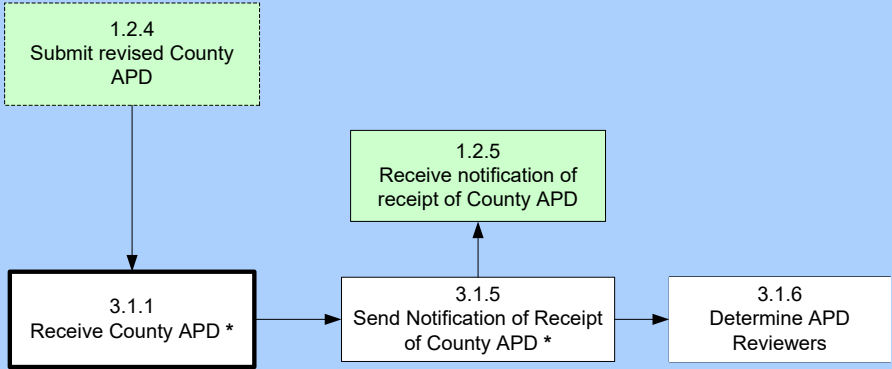 1.2.4
Submit revised County
APD
1.2.5
Receive notification of
receipt of County APD
3.1.1
Receive County APD *
3.1.5
Send Notification of Receipt
of County APD *
3.1.6
Determine APD
Reviewers